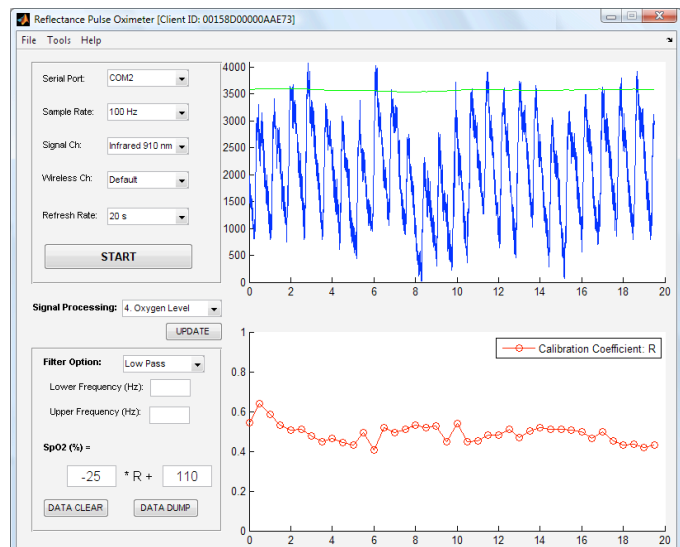 Reflectance Pulse Oximeter [Client ID: 00158D00000AAE73]
File Tools Help
Serial Port: COM2
Sample Rate: 100 Hz
Signal Ch: Infrared 910 nm
Wireless Ch: Default
Refresh Rate: 20 s
START
Signal Processing: 4. Oxygen Level
UPDATE
Filter Option: Low Pass
Lower Frequency (Hz):
Upper Frequency (Hz):
SpO2 (%) =
-25 * R + 110
DATA CLEAR DATA DUMP
4000
3500
3000
2500
2000
1500
1000
500
0
0 2 4 6 8 10 12 14 16 18 20
1
0.8
0.6
0.4
0.2
0
Calibration Coefficient: R
0 2 4 6 8 10 12 14 16 18 20